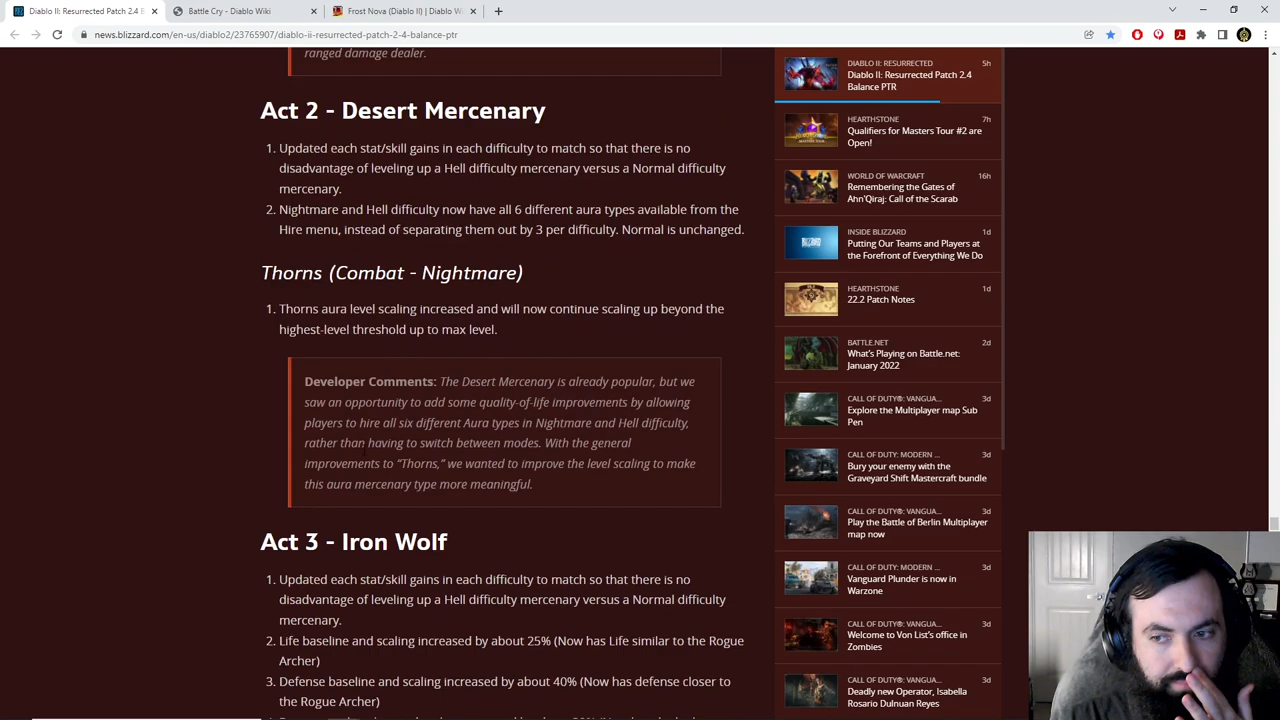 Diablo II: Resurrected Patch 2.4 B
Battle Cry - Diablo Wiki
Frost Nova (Diablo II) | Diablo W
news.blizzard.com/en-us/diablo2/23765907/diablo-ii-resurrected-patch-2-4-balance-ptr
ranged damage dealer.
Act 2 - Desert Mercenary
1. Updated each stat/skill gains in each difficulty to match so that there is no
disadvantage of leveling up a Hell difficulty mercenary versus a Normal difficulty
mercenary.
2. Nightmare and Hell difficulty now have all 6 different aura types available from the
Hire menu, instead of separating them out by 3 per difficulty. Normal is unchanged.
Thorns (Combat - Nightmare)
1. Thorns aura level scaling increased and will now continue scaling up beyond the
highest-level threshold up to max level.
Developer Comments: The Desert Mercenary is already popular, but we
saw an opportunity to add some quality-of-life improvements by allowing
players to hire all six different Aura types in Nightmare and Hell difficulty,
rather than having to switch between modes. With the general
improvements to “Thorns,” we wanted to improve the level scaling to make
this aura mercenary type more meaningful.
Act 3 - Iron Wolf
1. Updated each stat/skill gains in each difficulty to match so that there is no
disadvantage of leveling up a Hell difficulty mercenary versus a Normal difficulty
mercenary.
2. Life baseline and scaling increased by about 25% (Now has Life similar to the Rogue
Archer)
3. Defense baseline and scaling increased by about 40% (Now has defense closer to
the Rogue Archer)
DIABLO II: RESURRECTED 5h
Diablo II: Resurrected Patch 2.4
Balance PTR
HEARTHSTONE 7h
Qualifiers for Masters Tour #2 are
Open!
WORLD OF WARCRAFT 16h
Remembering the Gates of
Ahn'Qiraj: Call of the Scarab
INSIDE BLIZZARD 1d
Putting Our Teams and Players at
the Forefront of Everything We Do
HEARTHSTONE 1d
22.2 Patch Notes
BATTLE.NET 2d
What's Playing on Battle.net:
January 2022
CALL OF DUTY®: VANGUA... 3d
Explore the Multiplayer map Sub
Pen
CALL OF DUTY: MODERN ... 3d
Bury your enemy with the
Graveyard Shift Mastercraft bundle
CALL OF DUTY®: VANGUA... 3d
Play the Battle of Berlin Multiplayer
map now
CALL OF DUTY: MODERN ... 3d
Vanguard Plunder is now in
Warzone
CALL OF DUTY®: VANGUA... 3d
Welcome to Von List's office in
Zombies
CALL OF DUTY®: VANGUA... 3d
Deadly new Operator, Isabella
Rosario Dulnuan Reyes